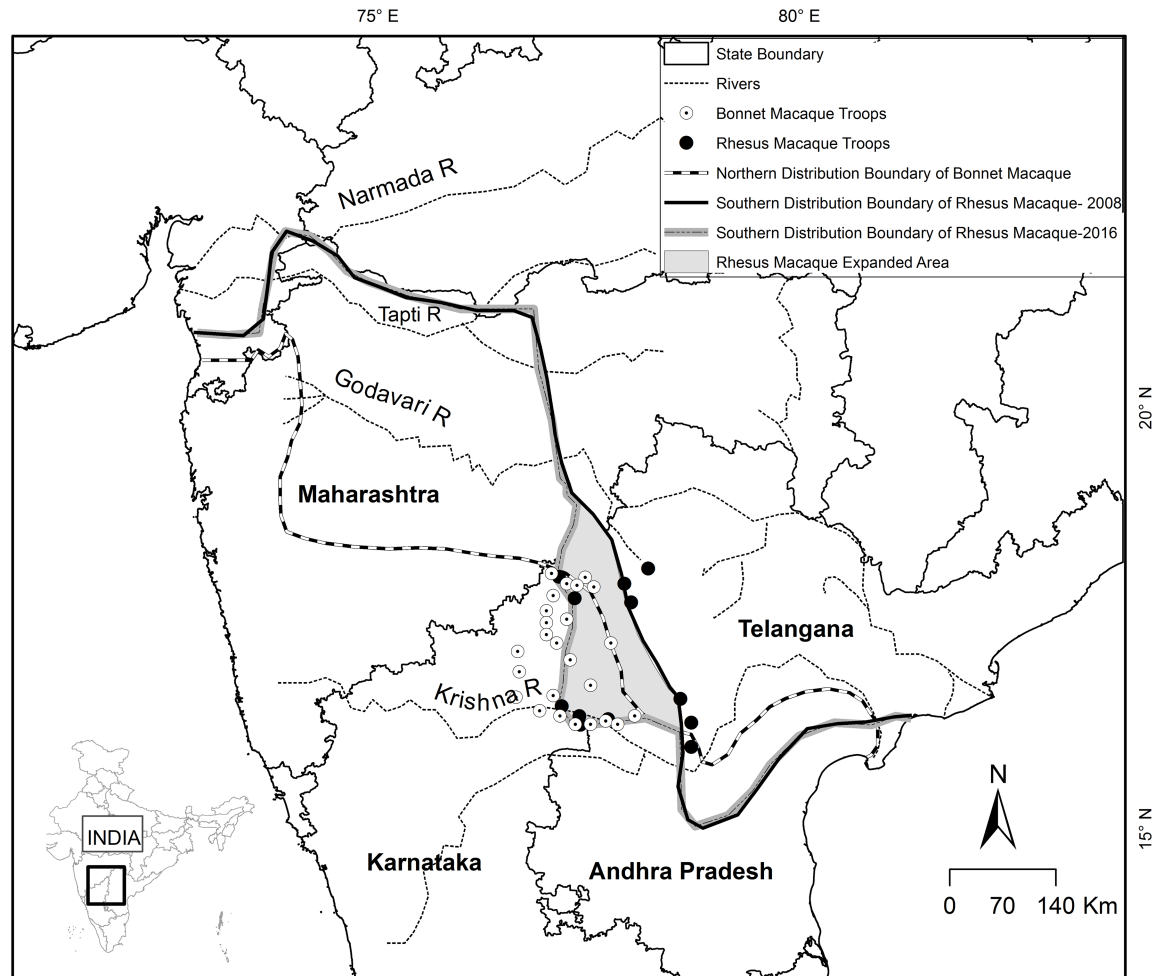 75° E
80° E
State Boundary
Rivers
Bonnet Macaque Troops
Rhesus Macaque Troops
Northern Distribution Boundary of Bonnet Macaque
Southern Distribution Boundary of Rhesus Macaque- 2008
Southern Distribution Boundary of Rhesus Macaque-2016
Rhesus Macaque Expanded Area
Narmada R
Tapti R
Godavari R
20° N
Maharashtra
Telangana
Krishna R
N
INDIA
15° N
Karnataka
Andhra Pradesh
0 70 140 Km